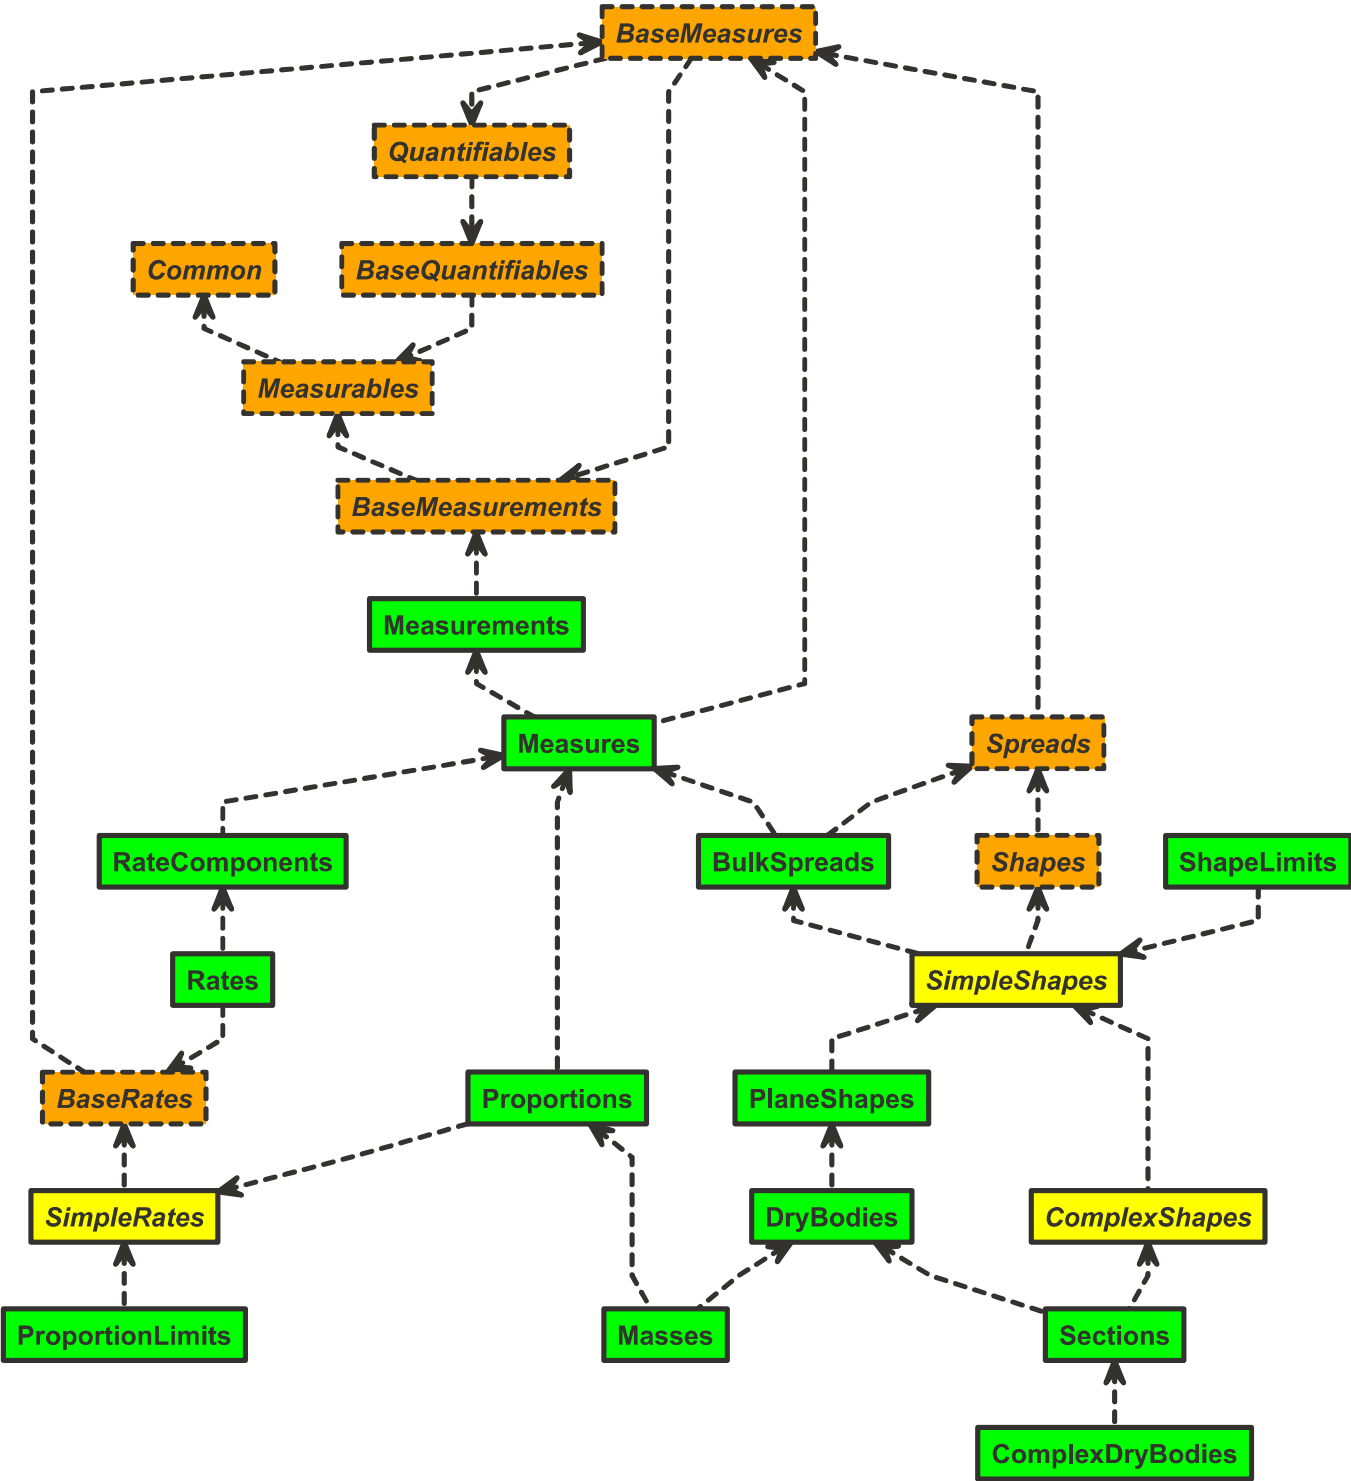 BaseMeasures
Quantifiables
Common
BaseQuantifiables
Measurables
BaseMeasurements
Measurements
Measures
Spreads
RateComponents
BulkSpreads
Shapes
ShapeLimits
Rates
SimpleShapes
BaseRates
Proportions
PlaneShapes
SimpleRates
DryBodies
ComplexShapes
ProportionLimits
Masses
Sections
ComplexDryBodies